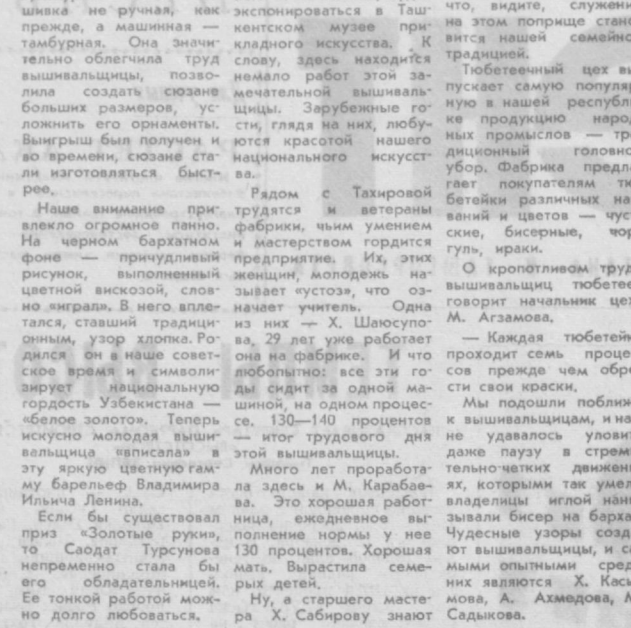 шивка не ручная, как
прежде, а машинная —
тамбурная. Она значи-
тельно облегчила труд
вышивальщицы, позво-
лила создать сюзане
больших размеров, ус-
ложнить его орнаменты.
Выигрыш был получен и
во времени, сюзане ста-
ли изготовляться быст-
рее.
Наше внимание при-
влекло огромное панно.
На черном бархатном
фоне — причудливый
рисунок, выполненный
цветной вискозой, слов-
но «играл». В него впле-
тался, ставший традици-
онным, узор хлопка. Ро-
дился он в наше совет-
ское время и символи-
зирует национальную
гордость Узбекистана —
«белое золото». Теперь
искусно молодая выши-
вальщица «вписала» в
эту яркую цветную гам-
му барельеф Владимира
Ильича Ленина.
Если бы существовал
приз «Золотые руки»,
то Саодат Турсунова
непременно стала бы
его обладательницей.
Ее тонкой работой мож-
но долго любоваться.
экспонироваться в Таш-
кентском музее при-
кладного искусства. К
слову, здесь находится
немало работ этой за-
мечательной вышиваль-
щицы. Зарубежные го-
сти, глядя на них, любу-
ются красотой нашего
национального искусст-
ва.
Рядом с Тахировой
трудятся и ветераны
фабрики, чьим умением
и мастерством гордится
предприятие. Их, этих
женщин, молодежь на-
зывает «устоз», что оз-
начает учитель. Одна
из них — Х. Шаюсупо-
ва, 29 лет уже работает
она на фабрике. И что
любопытно: все эти го-
ды сидит за одной ма-
шиной, на одном процес-
се. 130—140 процентов
— итог трудового дня
этой вышивальщицы.
Много лет проработа-
ла здесь и М. Карабае-
ва. Это хорошая работ-
ница, ежедневное вы-
полнение нормы у нее
130 процентов. Хорошая
мать. Вырастила семе-
рых детей.
Ну, а старшего масте-
ра Х. Сабирову знают
что, видите, служени
на этом поприще стано
вится нашей семейно
традицией.
Тюбетеечный цех вы
пускает самую популяр
ную в нашей республи
ке продукцию народ
ных промыслов — тра
диционный головно
убор. Фабрика предла
гает покупателям тю
бетейки различных на
ваний и цветов — чуст
ские, бисерные, чор
гуль, ираки.
О кропотливом труд
вышивальщиц тюбете
говорит начальник цех
М. Агзамова.
— Каждая тюбетей
проходит семь процес
сов прежде чем обре
сти свои краски.
Мы подошли поближ
к вышивальщицам, и на
не удавалось уловит
даже паузу в стрем
тельно-четких движени
ях, которыми так умел
владелицы иглой нани
зывали бисер на барха
Чудесные узоры созда
ют вышивальщицы, и са
мыми опытными сред
них являются Х. Каси
мова, А. Ахмедова, М
Садыкова.